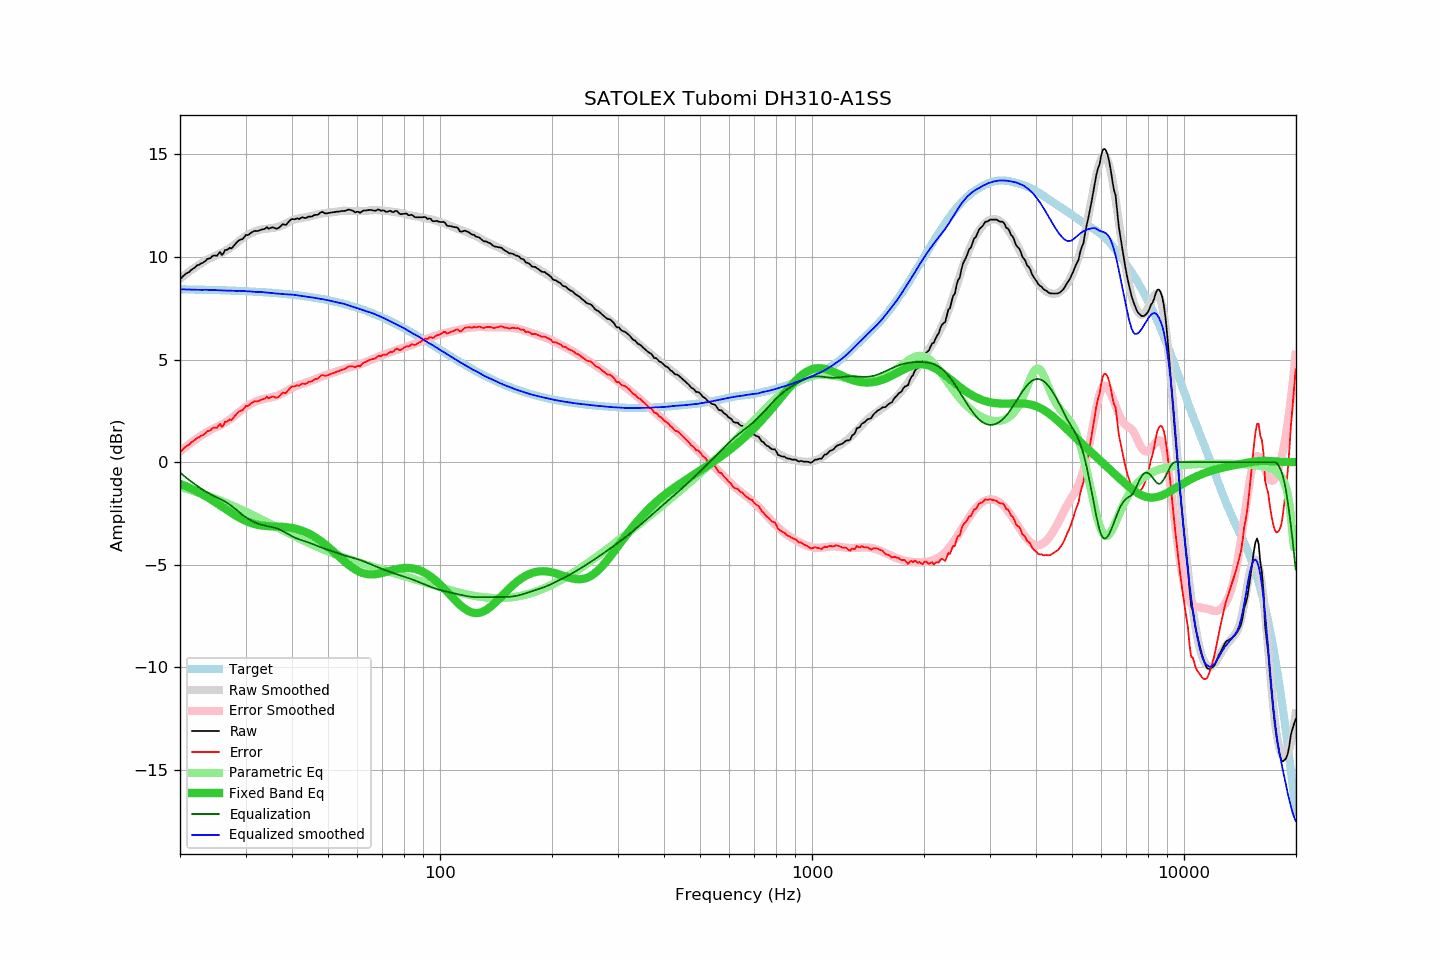 SATOLEX Tubomi DH310-A1SS
Amplitude (dBr)
15
10
5
0
−5
−10
−15
Target
Raw Smoothed
Error Smoothed
Raw
Error
Parametric Eq
Fixed Band Eq
Equalization
Equalized smoothed
100 1000 10000
Frequency (Hz)